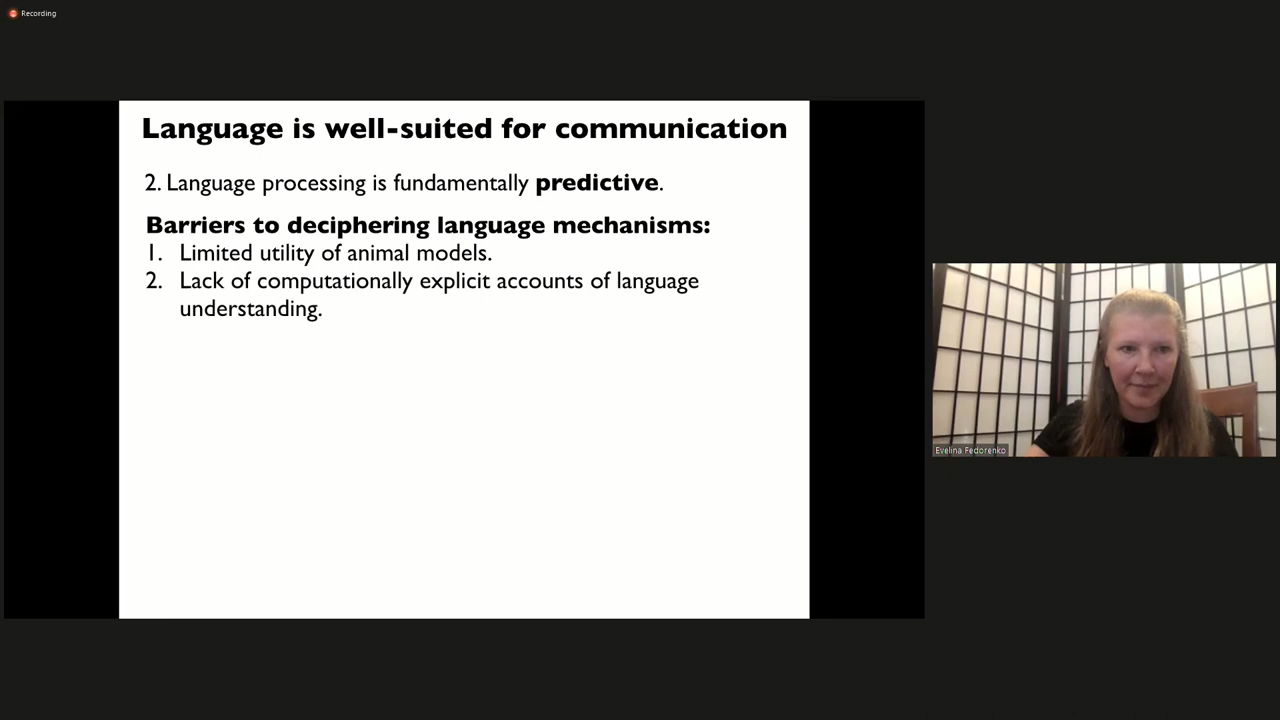 Recording
Language is well-suited for communication
2. Language processing is fundamentally predictive.
Barriers to deciphering language mechanisms:
1. Limited utility of animal models.
2. Lack of computationally explicit accounts of language
understanding.
Evelina Fedorenko